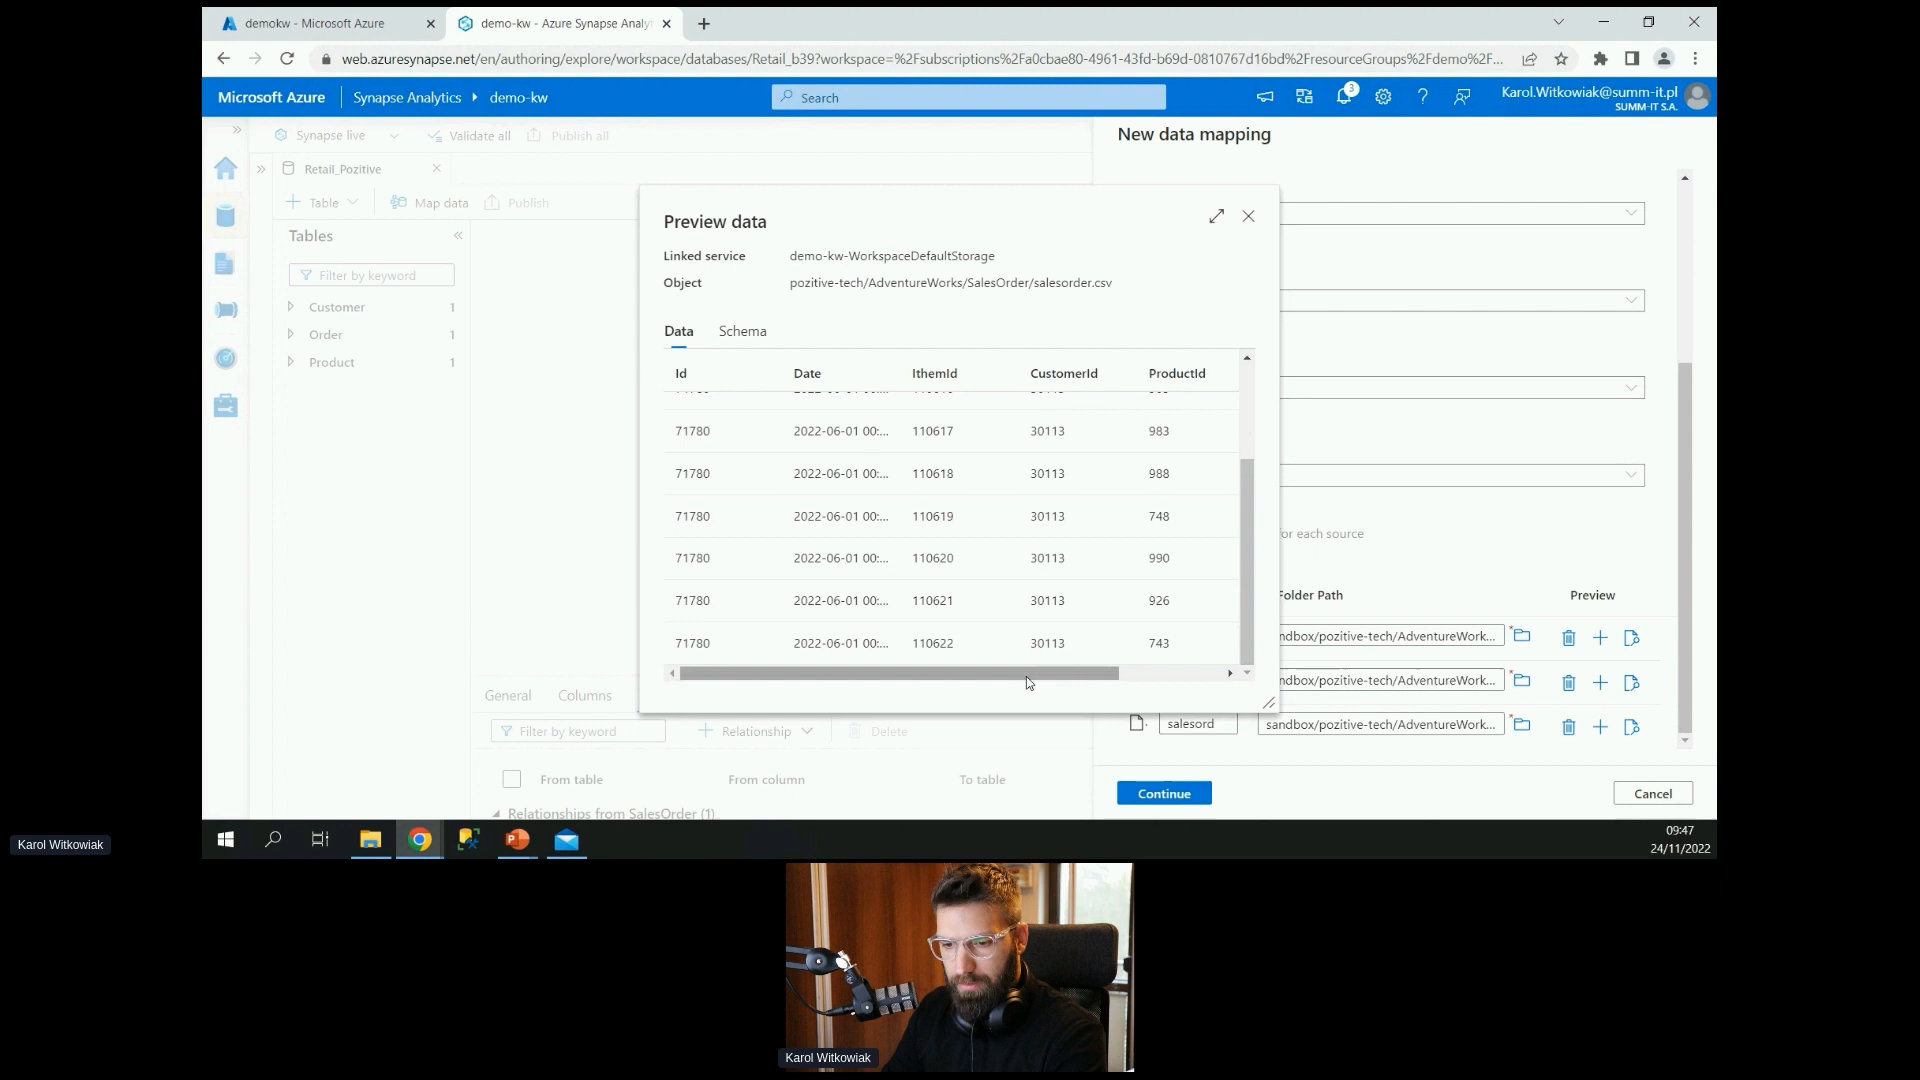 demokw - Microsoft Azure
demo-kw - Azure Synapse Analy
web.azuresynapse.net/en/authoring/explore/workspace/databases/Retail_b39?workspace=%2Fsubscriptions%2Fa0cbae80-4961-43fd-b69d-0810767d16bd%2FresourceGroups%2Fdemo%2F...
Microsoft Azure
Synapse Analytics
demo-kw
Search
3
Karol.Witkowiak@summ-it.pl
SUMM-IT S.A.
Synapse live
Validate all
Publish all
New data mapping
Retail_Pozitive
Table
Map data
Publish
Tables
Filter by keyword
Customer 1
Order 1
Product 1
Preview data
Linked service demo-kw-WorkspaceDefaultStorage
Object pozitive-tech/AdventureWorks/SalesOrder/salesorder.csv
Data Schema
Id Date IthemId CustomerId ProductId
71780 2022-06-01 00:... 110617 30113 983
71780 2022-06-01 00:... 110618 30113 988
71780 2022-06-01 00:... 110619 30113 748
71780 2022-06-01 00:... 110620 30113 990
71780 2022-06-01 00:... 110621 30113 926
71780 2022-06-01 00:... 110622 30113 743
or each source
Folder Path Preview
ndbox/pozitive-tech/AdventureWork... *
ndbox/pozitive-tech/AdventureWork... *
salesord sandbox/pozitive-tech/AdventureWork... *
General Columns
Filter by keyword
Relationship
Delete
From table From column To table
Relationships from SalesOrder (1)
Continue
Cancel
09:47
24/11/2022
Karol Witkowiak
Karol Witkowiak